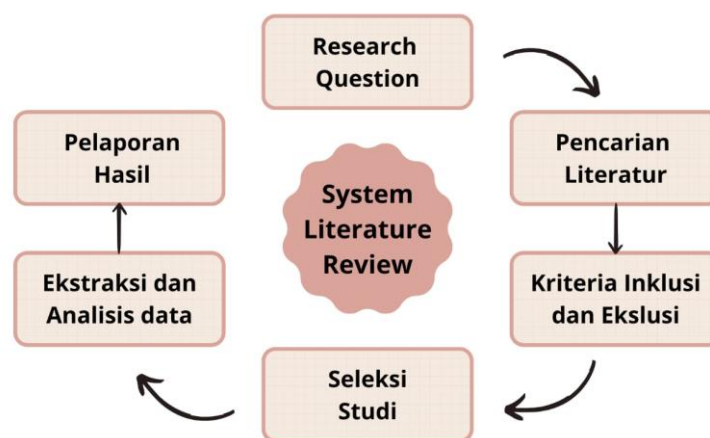 Research
Question
Pencarian
Literatur
Kriteria Inklusi
dan Ekslusi
Seleksi
Studi
Ekstraksi dan
Analisis data
Pelaporan
Hasil
System
Literature
Review